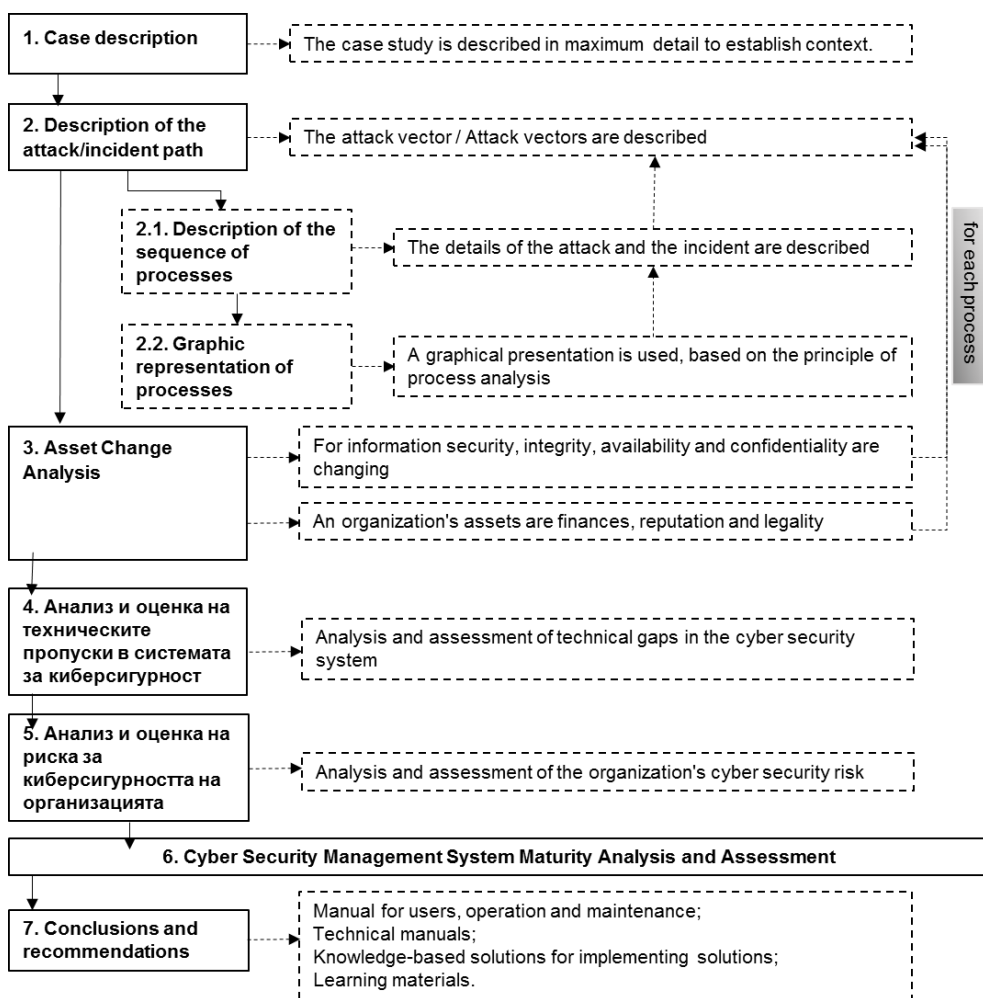 1. Case description
The case study is described in maximum detail to establish context.
2. Description of the
attack/incident path
The attack vector / Attack vectors are described
2.1. Description of the
sequence of
processes
The details of the attack and the incident are described
for each process
2.2. Graphic
representation of
processes
A graphical presentation is used, based on the principle of
process analysis
3. Asset Change
Analysis
For information security, integrity, availability and confidentiality are
changing
An organization's assets are finances, reputation and legality
4. Анализ и оценка на
техническите
пропуски в системата
за киберсигурност
Analysis and assessment of technical gaps in the cyber security
system
5. Анализ и оценка на
риска за
киберсигурността на
организацията
Analysis and assessment of the organization's cyber security risk
6. Cyber Security Management System Maturity Analysis and Assessment
7. Conclusions and
recommendations
Manual for users, operation and maintenance;
Technical manuals;
Knowledge-based solutions for implementing solutions;
Learning materials.